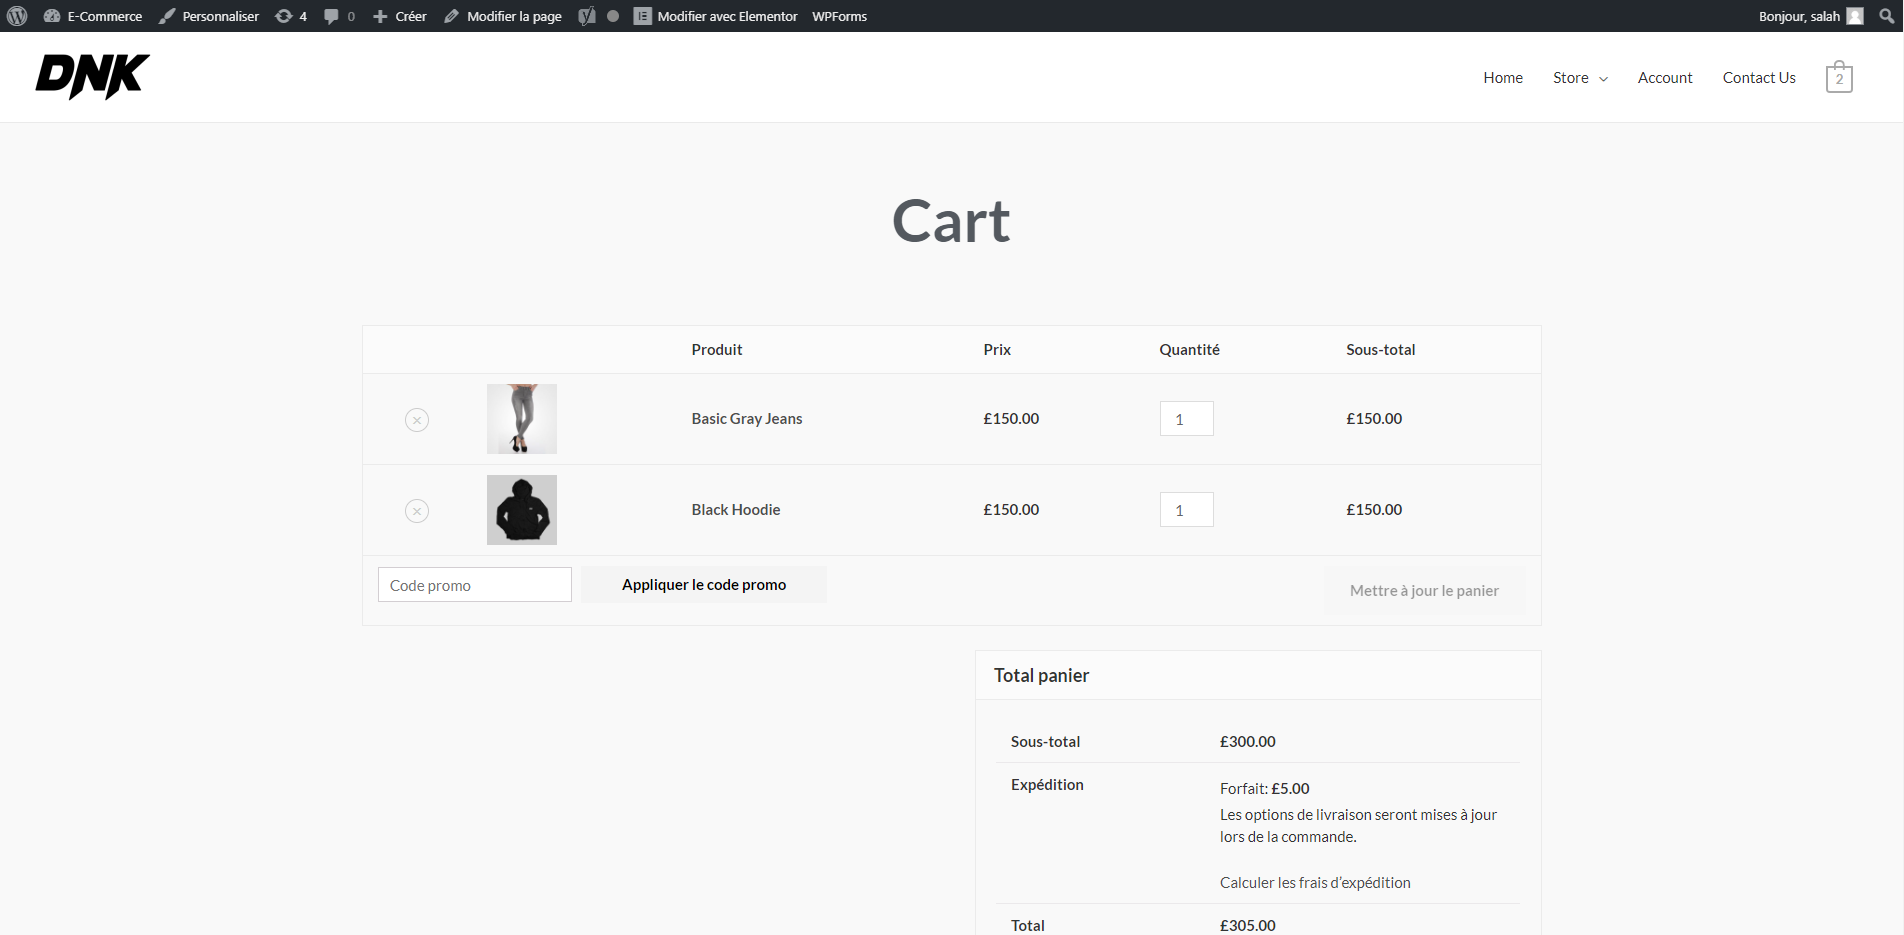 E-Commerce Personnaliser 4 0 Créer Modifier la page Modifier avec Elementor WPForms Bonjour, salah
DNK Home Store Account Contact Us 2
Cart
Produit Prix Quantité Sous-total
Basic Gray Jeans £150.00 1 £150.00
Black Hoodie £150.00 1 £150.00
Code promo Appliquer le code promo Mettre à jour le panier
Total panier
Sous-total £300.00
Expédition Forfait: £5.00
Les options de livraison seront mises à jour
lors de la commande.
Calculer les frais d’expédition
Total £305.00